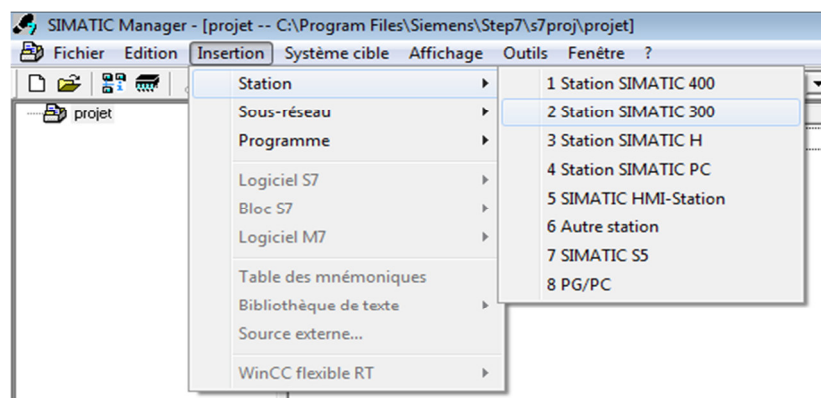 SIMATIC Manager - [projet -- C:\Program Files\Siemens\Step7\s7proj\projet]
Fichier Edition Insertion Système cible Affichage Outils Fenêtre ?
projet
Station
Sous-réseau
Programme
Logiciel S7
Bloc S7
Logiciel M7
Table des mnémoniques
Bibliothèque de texte
Source externe...
WinCC flexible RT
1 Station SIMATIC 400
2 Station SIMATIC 300
3 Station SIMATIC H
4 Station SIMATIC PC
5 SIMATIC HMI-Station
6 Autre station
7 SIMATIC S5
8 PG/PC